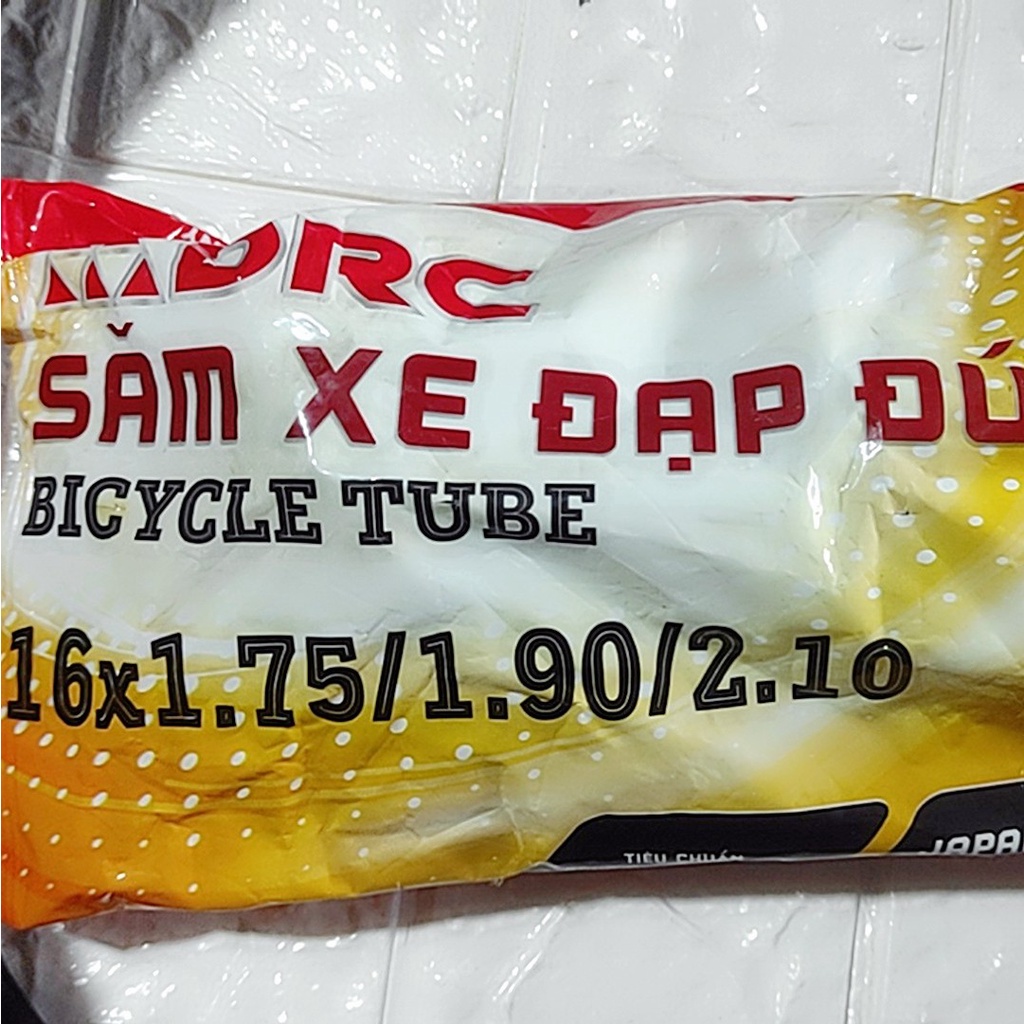 DRC
SĂM XE ĐẠP ĐÚ
BICYCLE TUBE
16x1.75/1.90/2.10
TIÊU CHUẨN
JAPA